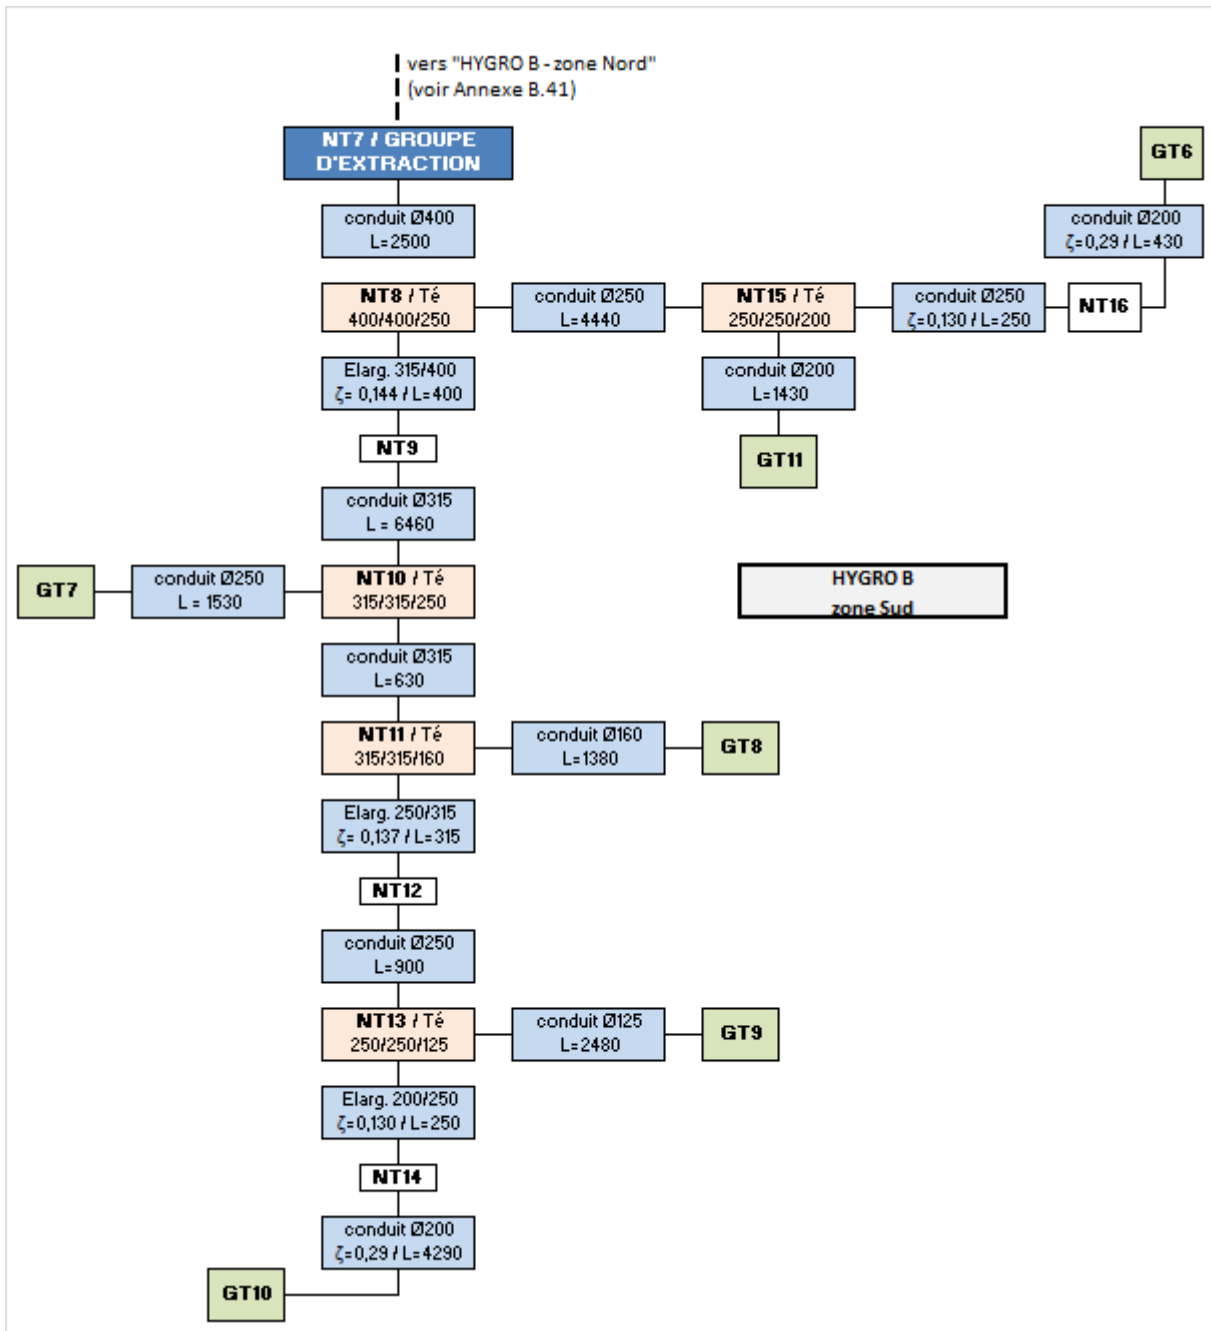 vers "HYGRO B - zone Nord"
(voir Annexe B.41)
NT7 / GROUPE
D'EXTRACTION
GT6
conduit Ø400
L=2500
conduit Ø200
ζ=0,29 / L=430
NT8 / Té
400/400/250
conduit Ø250
L=4440
NT15 / Té
250/250/200
conduit Ø250
ζ=0,130 / L=250
NT16
Elarg. 315/400
ζ= 0,144 / L=400
conduit Ø200
L=1430
NT9
GT11
conduit Ø315
L = 6460
GT7
conduit Ø250
L = 1530
NT10 / Té
315/315/250
HYGRO B
zone Sud
conduit Ø315
L=630
NT11 / Té
315/315/160
conduit Ø160
L=1380
GT8
Elarg. 250/315
ζ= 0,137 / L=315
NT12
conduit Ø250
L=900
NT13 / Té
250/250/125
conduit Ø125
L=2480
GT9
Elarg. 200/250
ζ=0,130 / L=250
NT14
conduit Ø200
ζ=0,29 / L=4290
GT10